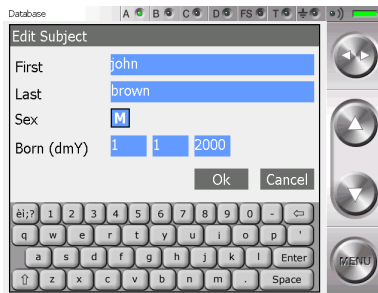 Database A B C D FS T
Edit Subject
First john
Last brown
Sex M
Born (dmY) 1 1 2000
Ok Cancel
èi;? 1 2 3 4 5 6 7 8 9 0 -
q w e r t y u i o p '
a s d f g h j k l Enter
z x c v b n m . Space
MENU